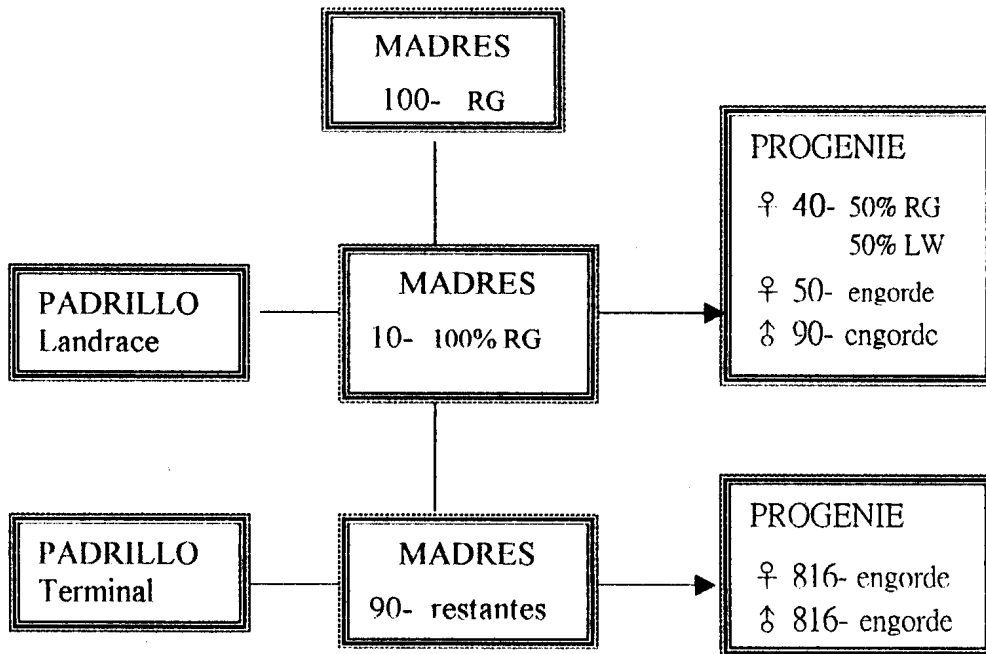 MADRES
100- RG
PADRILLO
Landrace
MADRES
10- 100% RG
PROGENIE
♀ 40- 50% RG
50% LW
♀ 50- engorde
♂ 90- engorde
PADRILLO
Terminal
MADRES
90- restantes
PROGENIE
♀ 816- engorde
♂ 816- engorde